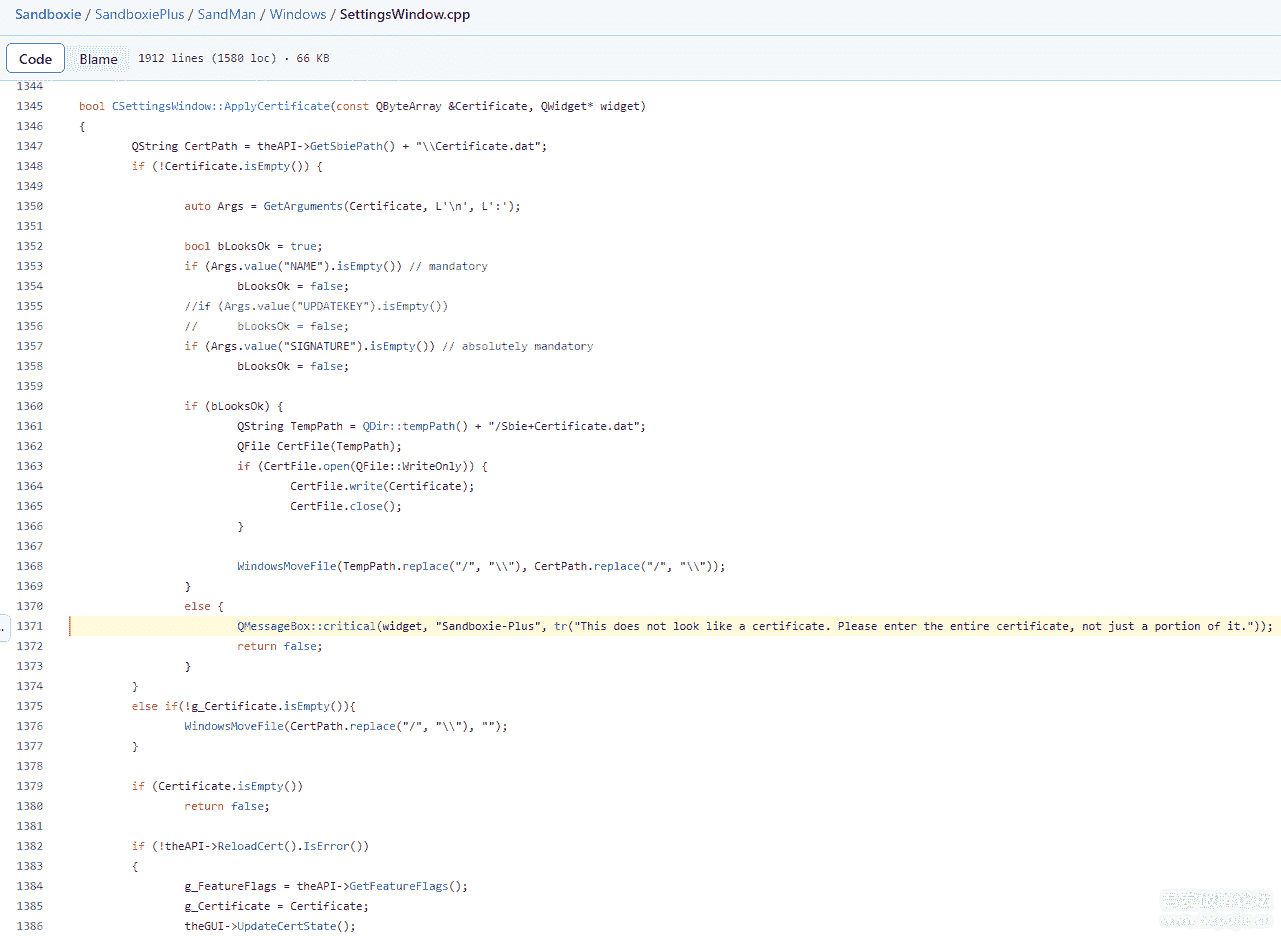 Sandboxie / SandboxiePlus / SandMan / Windows / SettingsWindow.cpp
Code Blame 1912 lines (1580 loc) · 66 KB
1344
1345 bool CSettingsWindow::ApplyCertificate(const QByteArray &Certificate, QWidget* widget)
1346 {
1347 QString CertPath = theAPI->GetSbiePath() + "\\Certificate.dat";
1348 if (!Certificate.isEmpty()) {
1349
1350 auto Args = GetArguments(Certificate, L'\n', L':');
1351
1352 bool bLooksOk = true;
1353 if (Args.value("NAME").isEmpty()) // mandatory
1354 bLooksOk = false;
1355 //if (Args.value("UPDATEKEY").isEmpty())
1356 // bLooksOk = false;
1357 if (Args.value("SIGNATURE").isEmpty()) // absolutely mandatory
1358 bLooksOk = false;
1359
1360 if (bLooksOk) {
1361 QString TempPath = QDir::tempPath() + "/Sbie+Certificate.dat";
1362 QFile CertFile(TempPath);
1363 if (CertFile.open(QFile::WriteOnly)) {
1364 CertFile.write(Certificate);
1365 CertFile.close();
1366 }
1367
1368 WindowsMoveFile(TempPath.replace("/", "\\"), CertPath.replace("/", "\\"));
1369 }
1370 else {
1371 QMessageBox::critical(widget, "Sandboxie-Plus", tr("This does not look like a certificate. Please enter the entire certificate, not just a portion of it."));
1372 return false;
1373 }
1374 }
1375 else if(!g_Certificate.isEmpty()){
1376 WindowsMoveFile(CertPath.replace("/", "\\"), "");
1377 }
1378
1379 if (Certificate.isEmpty())
1380 return false;
1381
1382 if (!theAPI->ReloadCert().IsError())
1383 {
1384 g_FeatureFlags = theAPI->GetFeatureFlags();
1385 g_Certificate = Certificate;
1386 theGUI->UpdateCertState();